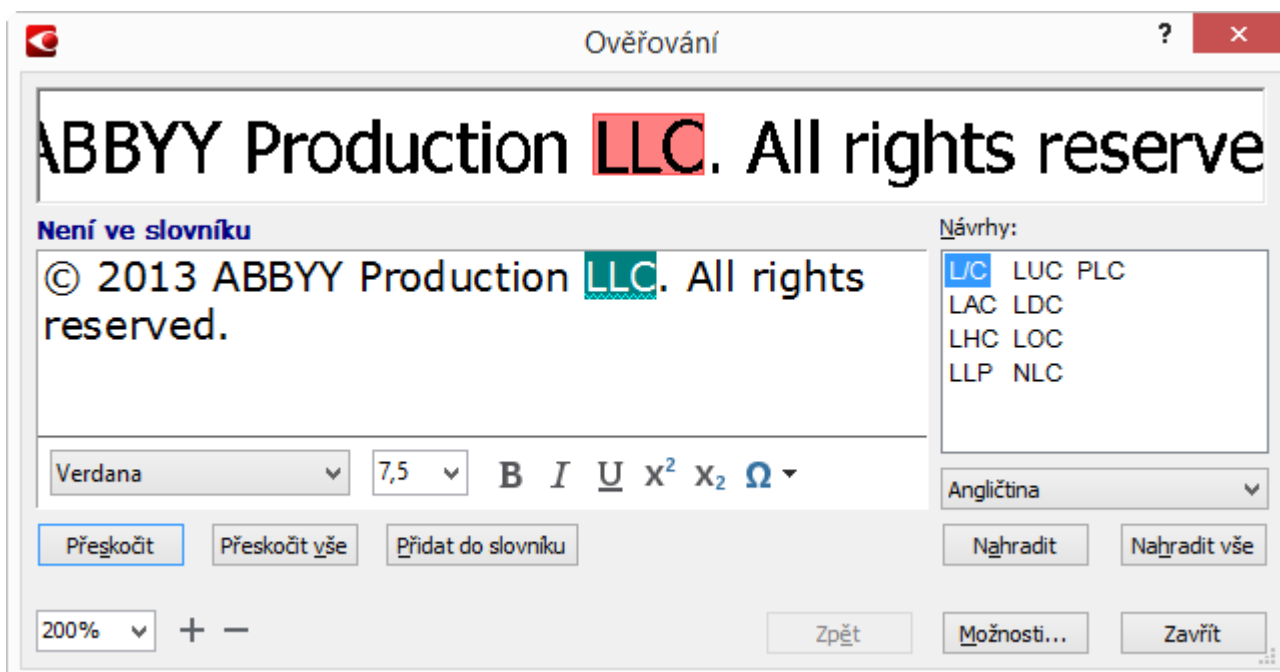 Ověřování
?
ABBYY Production LLC. All rights reserve
Není ve slovníku
Návrhy:
© 2013 ABBYY Production LLC. All rights
reserved.
L/C LUC PLC
LAC LDC
LHC LOC
LLP NLC
Verdana
7,5
B I U X² X₂ Ω
Angličtina
Přeskočit
Přeskočit vše
Přidat do slovníku
Nahradit
Nahradit vše
200%
Zpět
Možnosti...
Zavřít